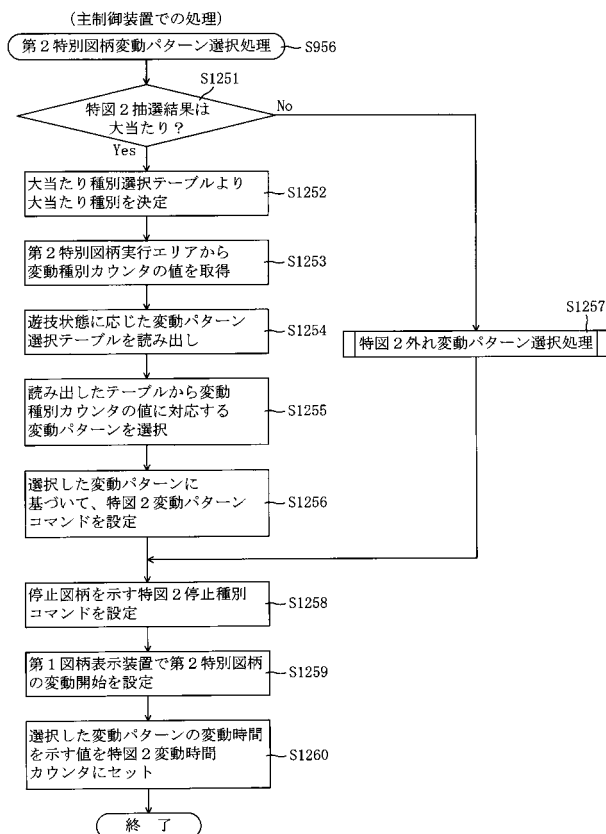 (主制御装置での処理)
第2特別図柄変動パターン選択処理
S956
S1251
特図2抽選結果は
大当たり?
No
Yes
大当たり種別選択テーブルより
大当たり種別を決定
S1252
第2特別図柄実行エリアから
変動種別カウンタの値を取得
S1253
遊技状態に応じた変動パターン
選択テーブルを読み出し
S1254
S1257
特図2外れ変動パターン選択処理
読み出したテーブルから変動
種別カウンタの値に対応する
変動パターンを選択
S1255
選択した変動パターンに
基づいて、特図2変動パターン
コマンドを設定
S1256
停止図柄を示す特図2停止種別
コマンドを設定
S1258
第1図柄表示装置で第2特別図柄
の変動開始を設定
S1259
選択した変動パターンの変動時間
を示す値を特図2変動時間
カウンタにセット
S1260
終 了